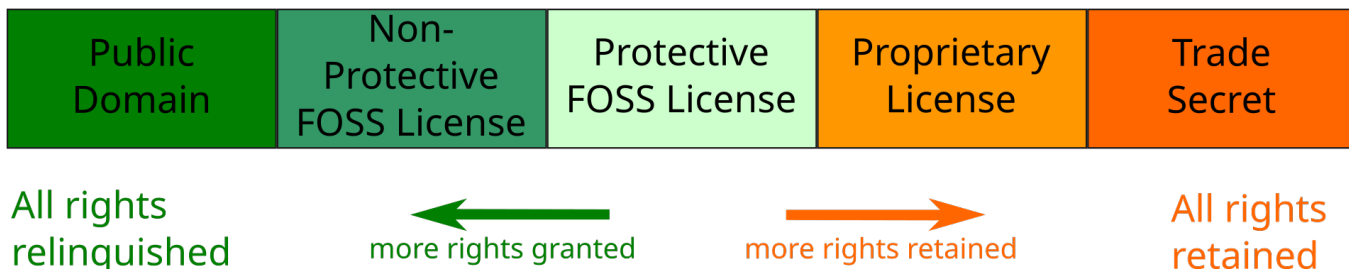 Public
Domain
Non-
Protective
FOSS License
Protective
FOSS License
Proprietary
License
Trade
Secret
All rights
relinquished
more rights granted
more rights retained
All rights
retained